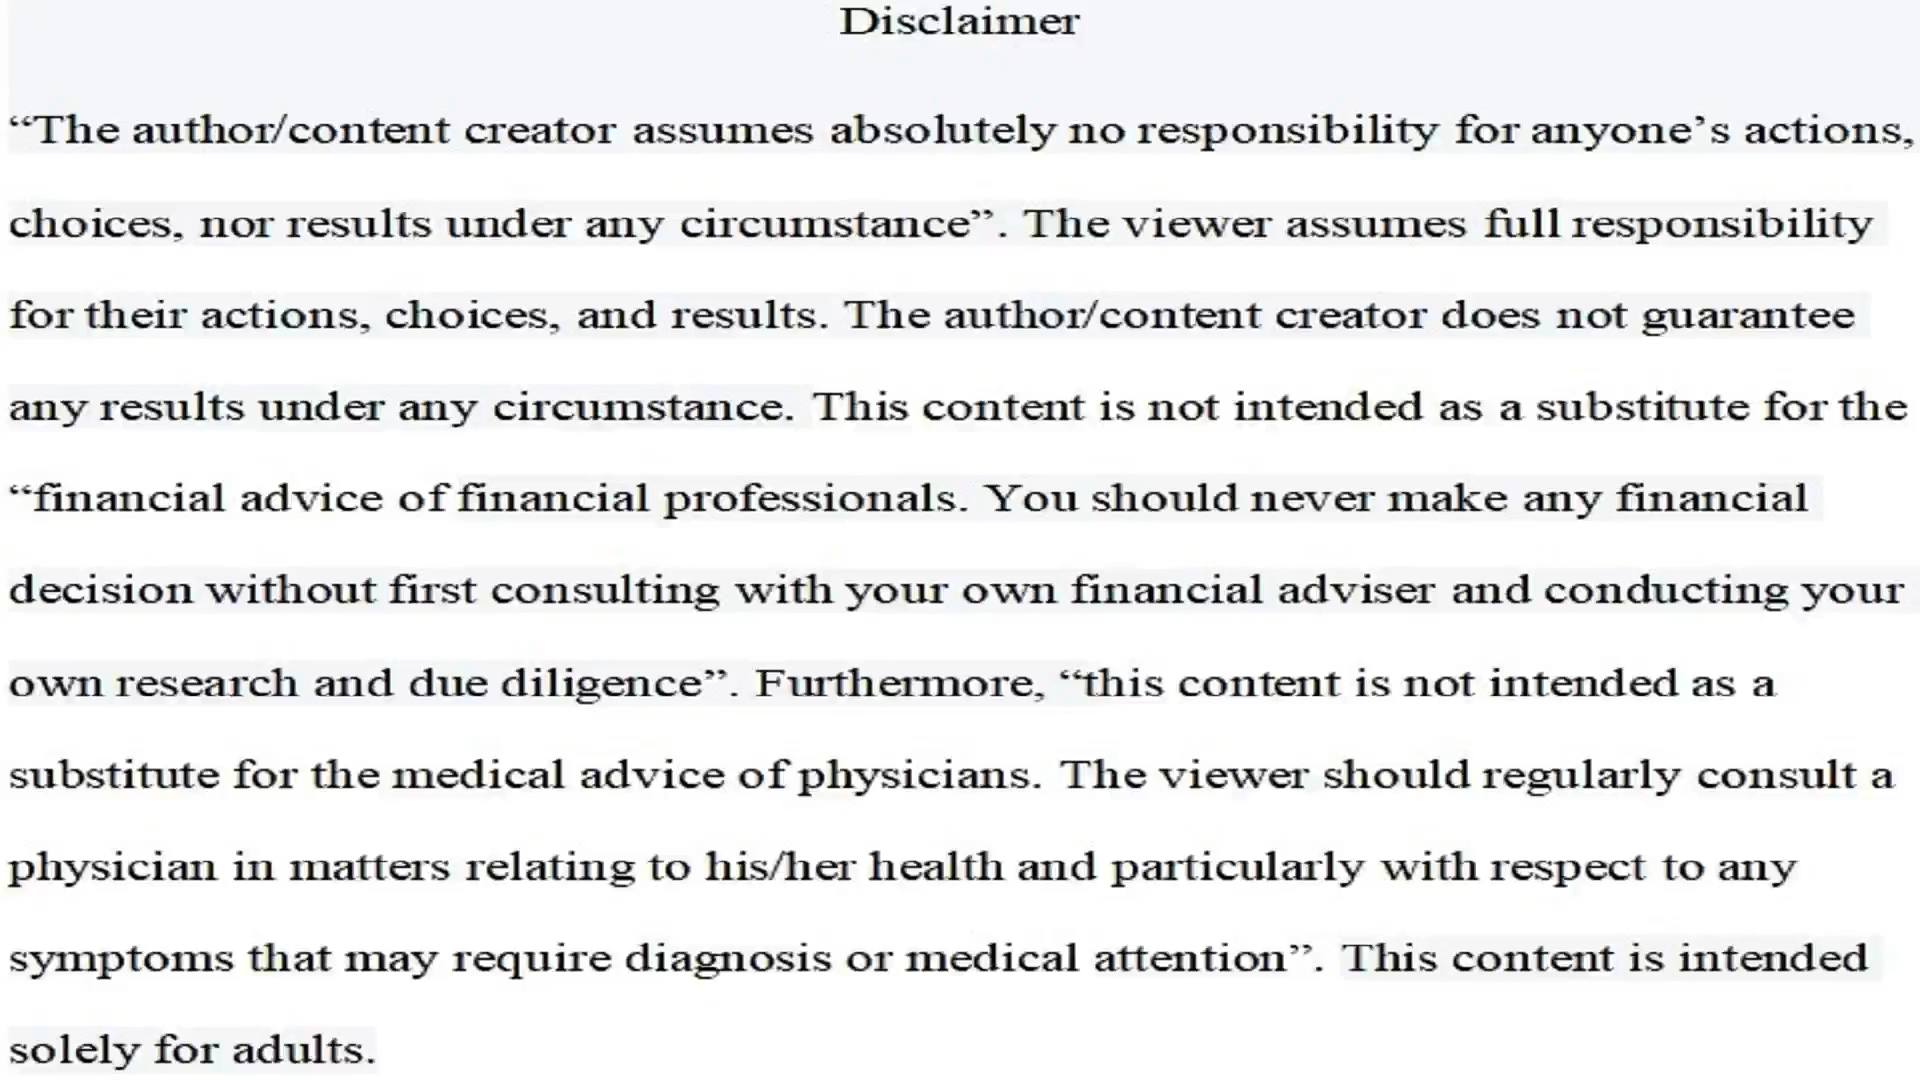 Disclaimer
“The author/content creator assumes absolutely no responsibility for anyone’s actions,
choices, nor results under any circumstance”. The viewer assumes full responsibility
for their actions, choices, and results. The author/content creator does not guarantee
any results under any circumstance. This content is not intended as a substitute for the
“financial advice of financial professionals. You should never make any financial
decision without first consulting with your own financial adviser and conducting your
own research and due diligence”. Furthermore, “this content is not intended as a
substitute for the medical advice of physicians. The viewer should regularly consult a
physician in matters relating to his/her health and particularly with respect to any
symptoms that may require diagnosis or medical attention”. This content is intended
solely for adults.